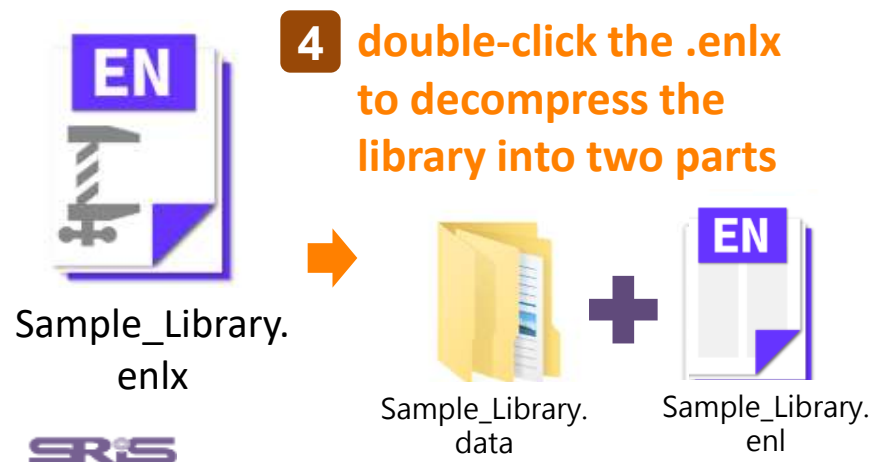 EN
4
double-click the .enlx
to decompress the
library into two parts
Sample_Library.
enlx
EN
Sample_Library.
data
Sample_Library.
enl
SRiS